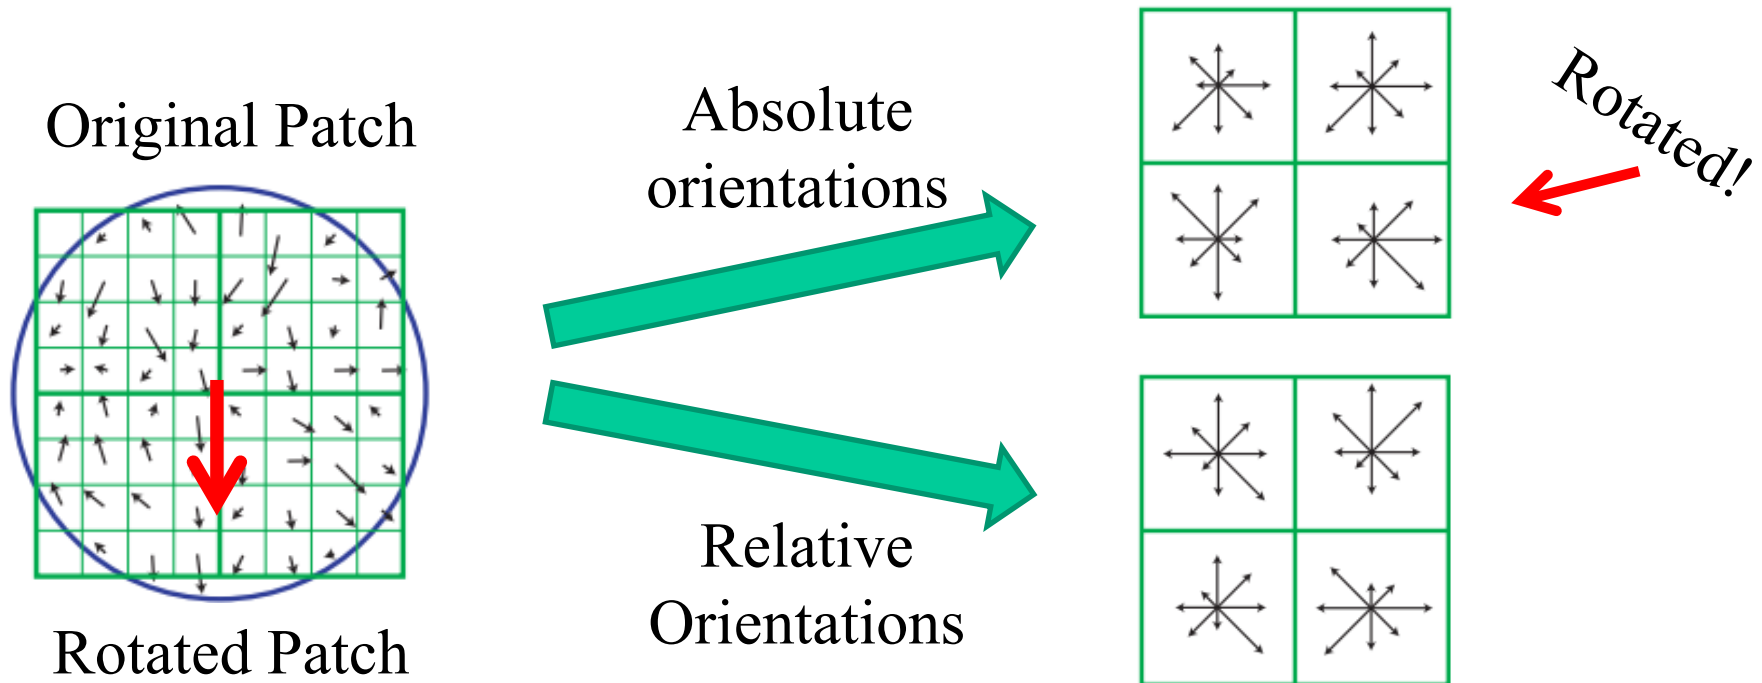 Original Patch
Absolute
orientations
Rotated!
Relative
Orientations
Rotated Patch